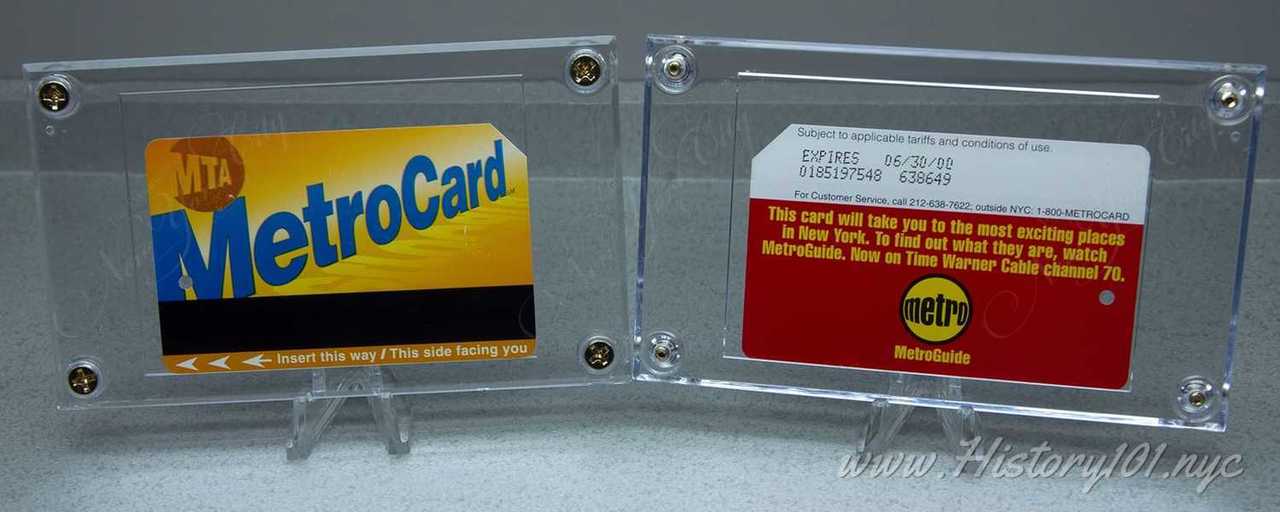 MTA
MetroCard
Insert this way / This side facing you
Subject to applicable tariffs and conditions of use.
EXPIRES 06/30/00
0185197548 638649
For Customer Service, call 212-638-7622; outside NYC: 1-800-METROCARD
This card will take you to the most exciting places
in New York. To find out what they are, watch
MetroGuide. Now on Time Warner Cable channel 70.
metro
MetroGuide
www.History101.nyc